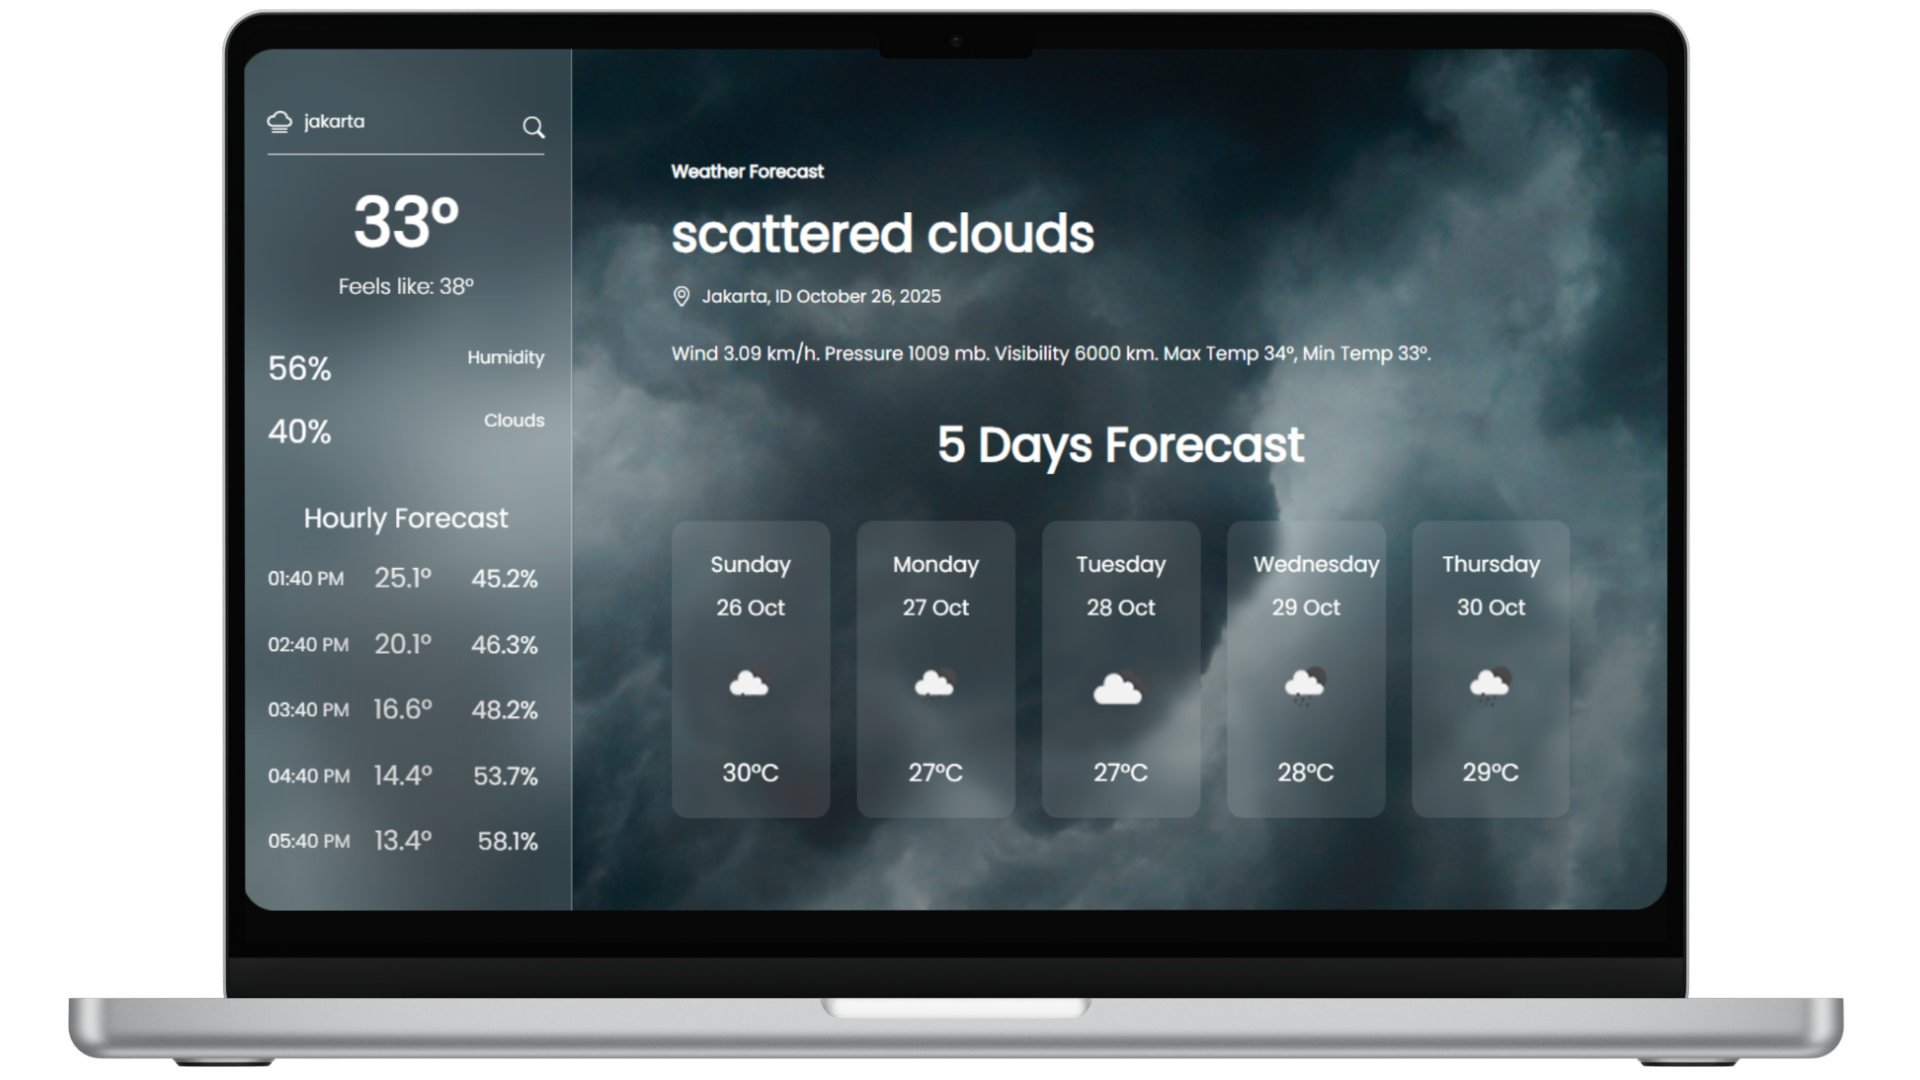 jakarta
33°
Feels like: 38°
56% Humidity
40% Clouds
Hourly Forecast
01:40 PM 25.1° 45.2%
02:40 PM 20.1° 46.3%
03:40 PM 16.6° 48.2%
04:40 PM 14.4° 53.7%
05:40 PM 13.4° 58.1%
Weather Forecast
scattered clouds
Jakarta, ID October 26, 2025
Wind 3.09 km/h. Pressure 1009 mb. Visibility 6000 km. Max Temp 34°, Min Temp 33°.
5 Days Forecast
Sunday
26 Oct
30°C
Monday
27 Oct
27°C
Tuesday
28 Oct
27°C
Wednesday
29 Oct
28°C
Thursday
30 Oct
29°C